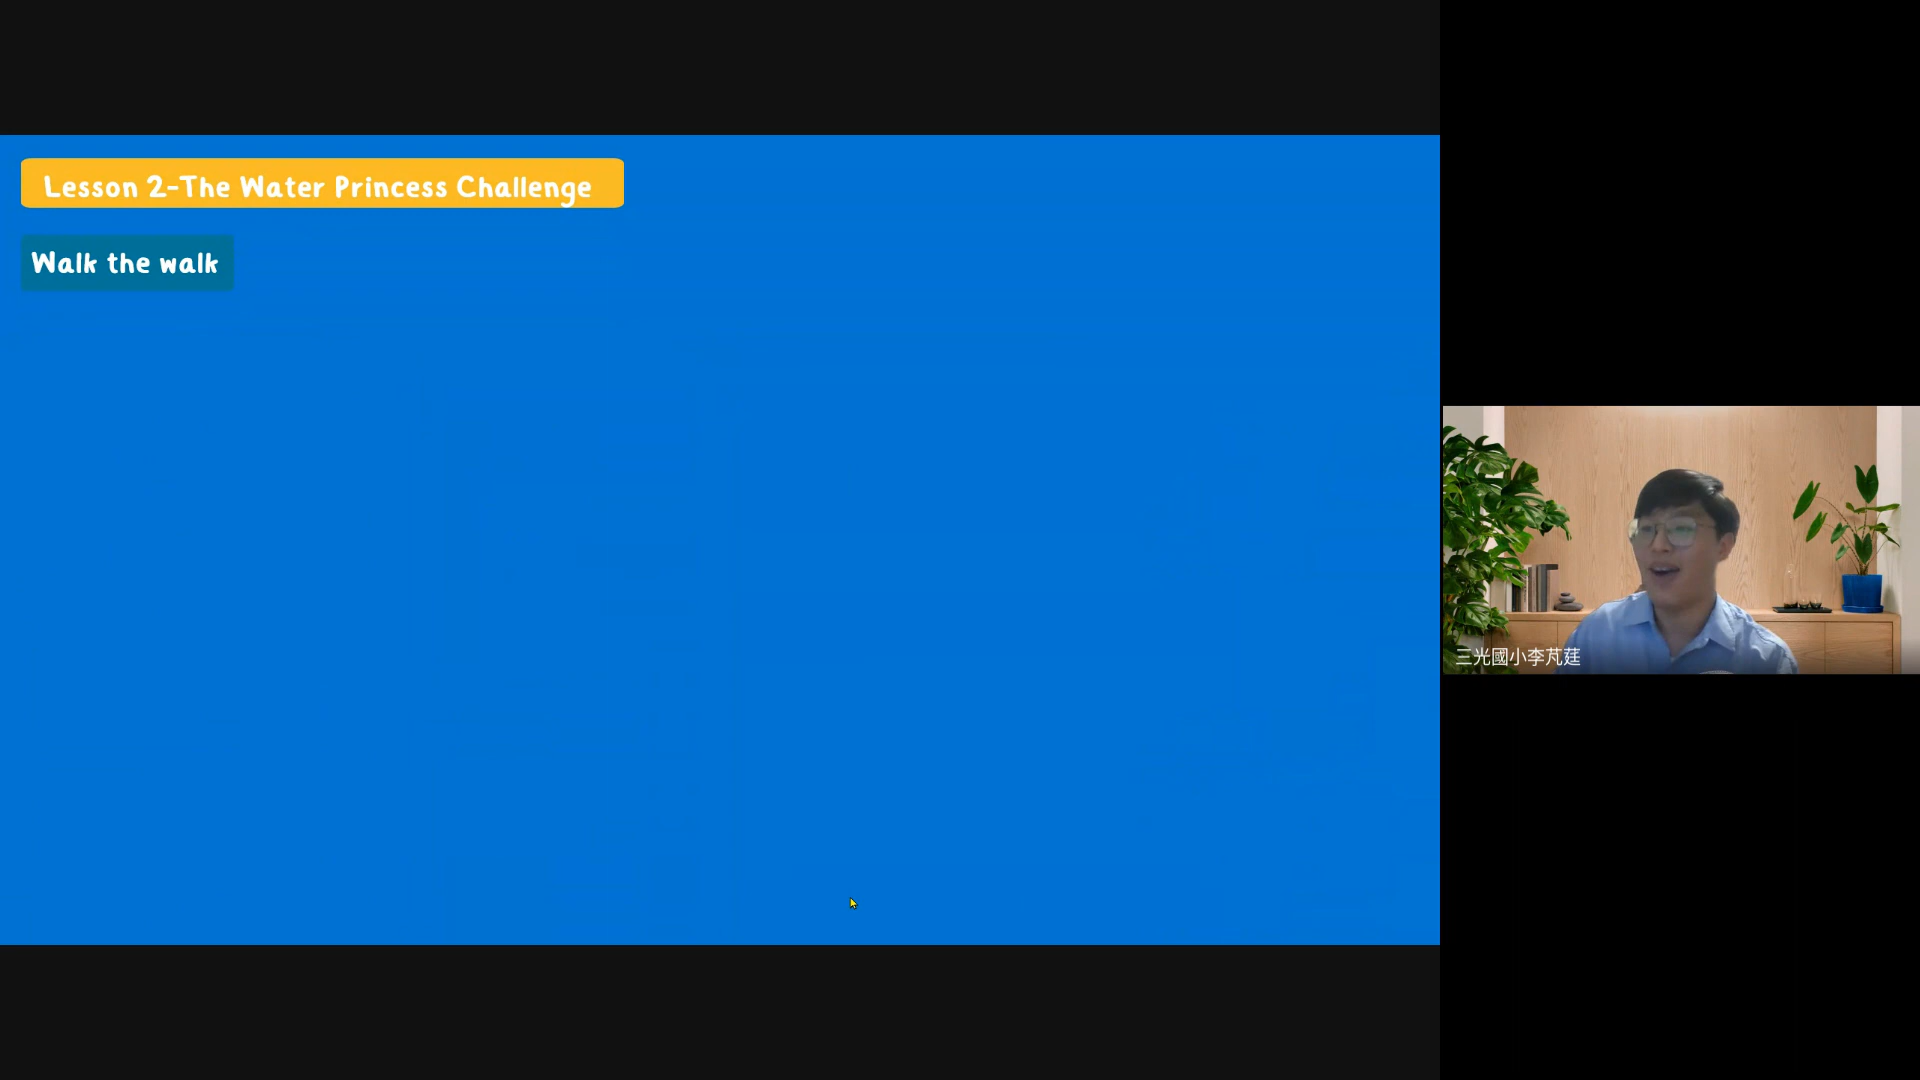 Lesson 2-The Water Princess Challenge
Walk the walk
三光國小李芃莛